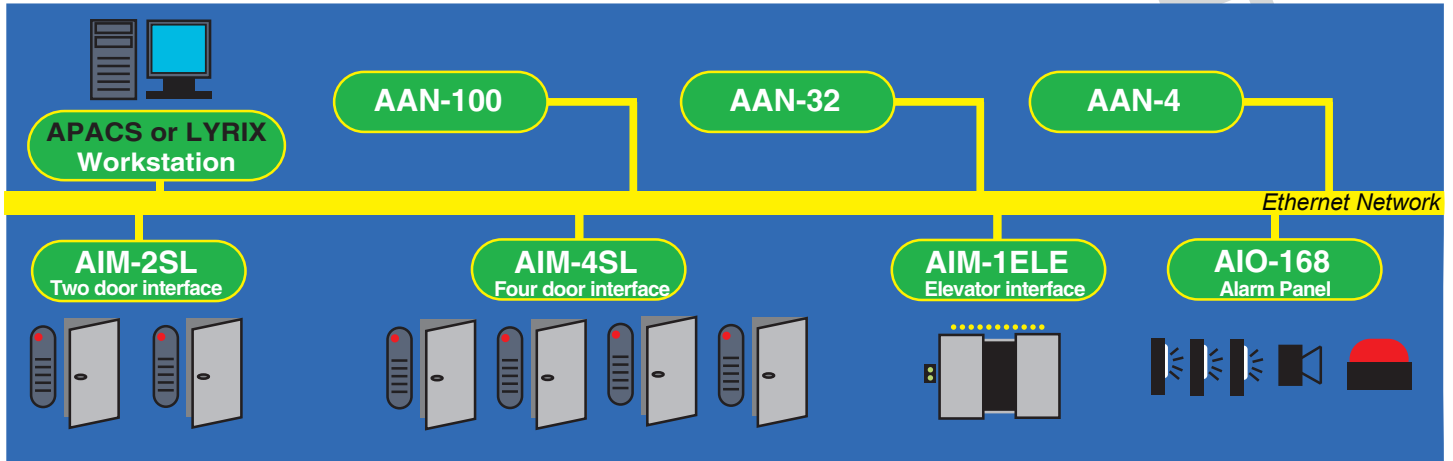 AAN-100
AAN-32
AAN-4
APACS or LYRIX
Workstation
Ethernet Network
AIM-2SL
Two door interface
AIM-4SL
Four door interface
AIM-1ELE
Elevator interface
AIO-168
Alarm Panel